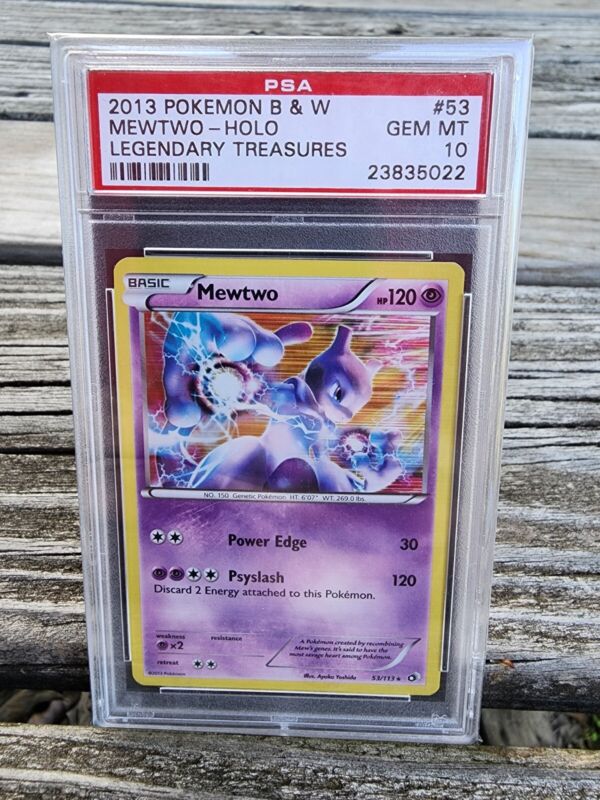 PSA
2013 POKEMON B & W #53
MEWTWO – HOLO GEM MT
LEGENDARY TREASURES 10
23835022
BASIC Mewtwo HP120
NO. 150 Genetic Pokémon HT: 6'07" WT: 269.0 lbs.
Power Edge 30
Psyslash 120
Discard 2 Energy attached to this Pokémon.
weakness resistance
×2
A Pokémon created by recombining
Mew's genes. It's said to have the
most savage heart among Pokémon.
retreat
©2013 Pokémon Illus. Ayaka Yoshida 53/113 ★